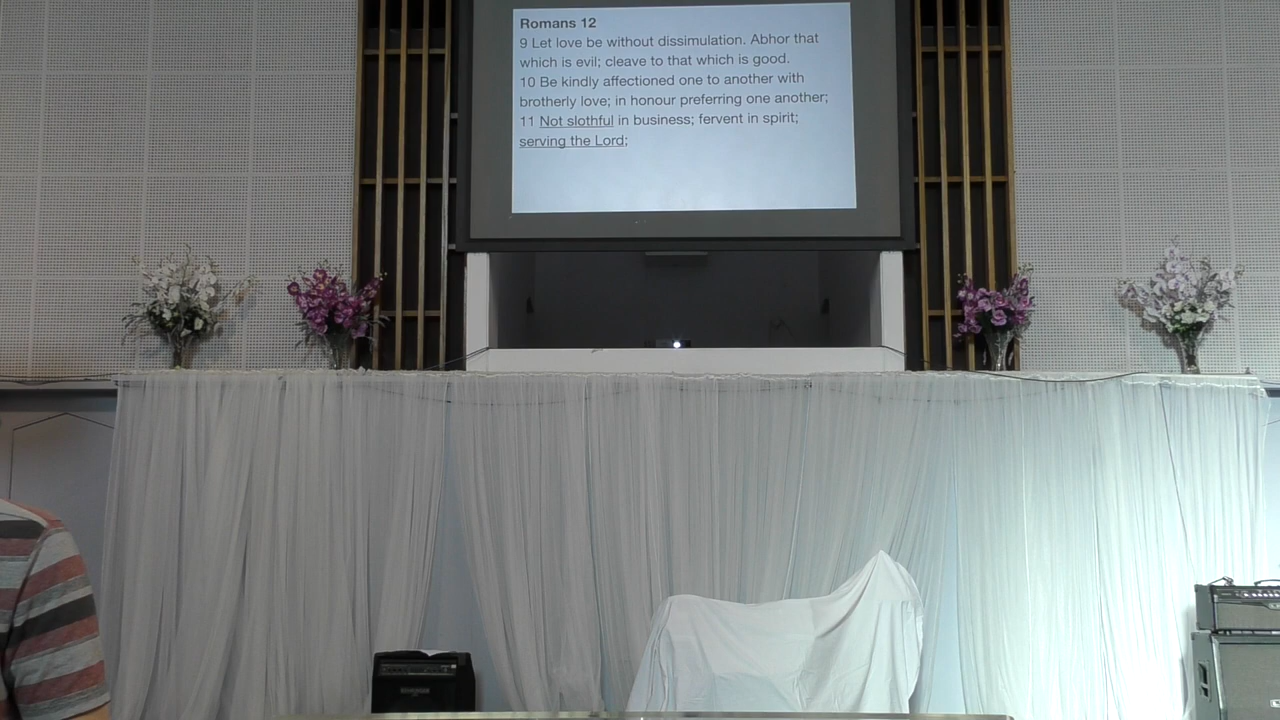 Romans 12
9 Let love be without dissimulation. Abhor that
which is evil; cleave to that which is good.
10 Be kindly affectioned one to another with
brotherly love; in honour preferring one another;
11 Not slothful in business; fervent in spirit;
serving the Lord;